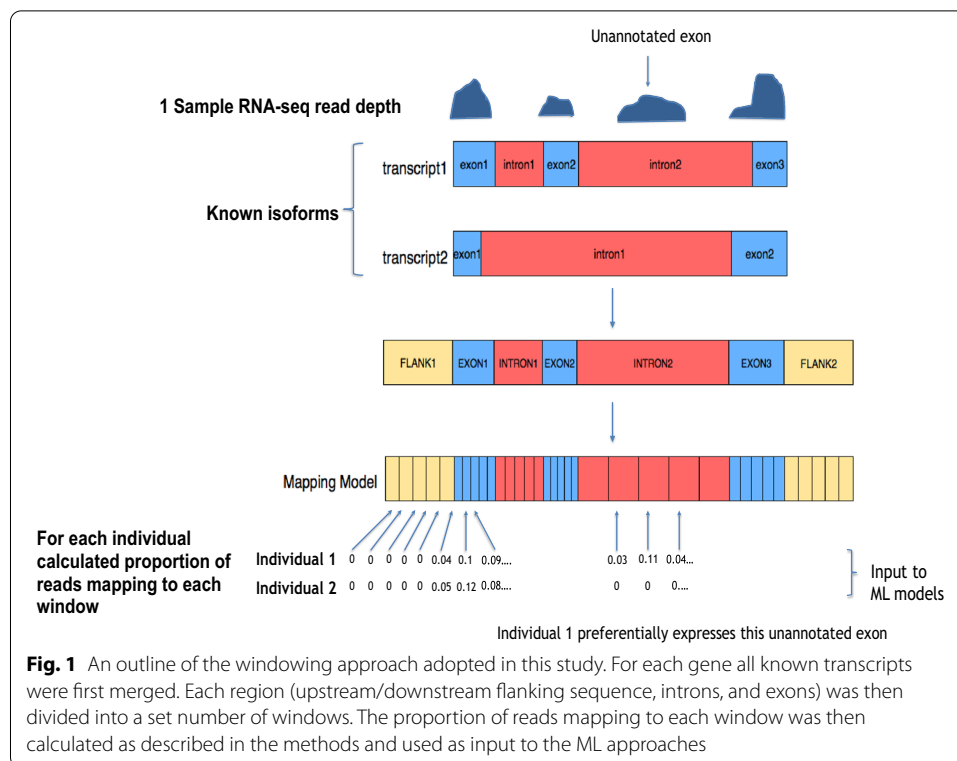 Unannotated exon
1 Sample RNA-seq read depth
transcript1
exon1 intron1 exon2 intron2 exon3
Known isoforms
transcript2
exon1 intron1 exon2
FLANK1 EXON1 INTRON1 EXON2 INTRON2 EXON3 FLANK2
Mapping Model
For each individual
calculated proportion of
reads mapping to each
window
Individual 1 0 0 0 0 0 0.04 0.1 0.09.... 0.03 0.11 0.04...
Individual 2 0 0 0 0 0 0.05 0.12 0.08.... 0 0 0....
Input to
ML models
Individual 1 preferentially expresses this unannotated exon
Fig. 1 An outline of the windowing approach adopted in this study. For each gene all known transcripts
were first merged. Each region (upstream/downstream flanking sequence, introns, and exons) was then
divided into a set number of windows. The proportion of reads mapping to each window was then
calculated as described in the methods and used as input to the ML approaches